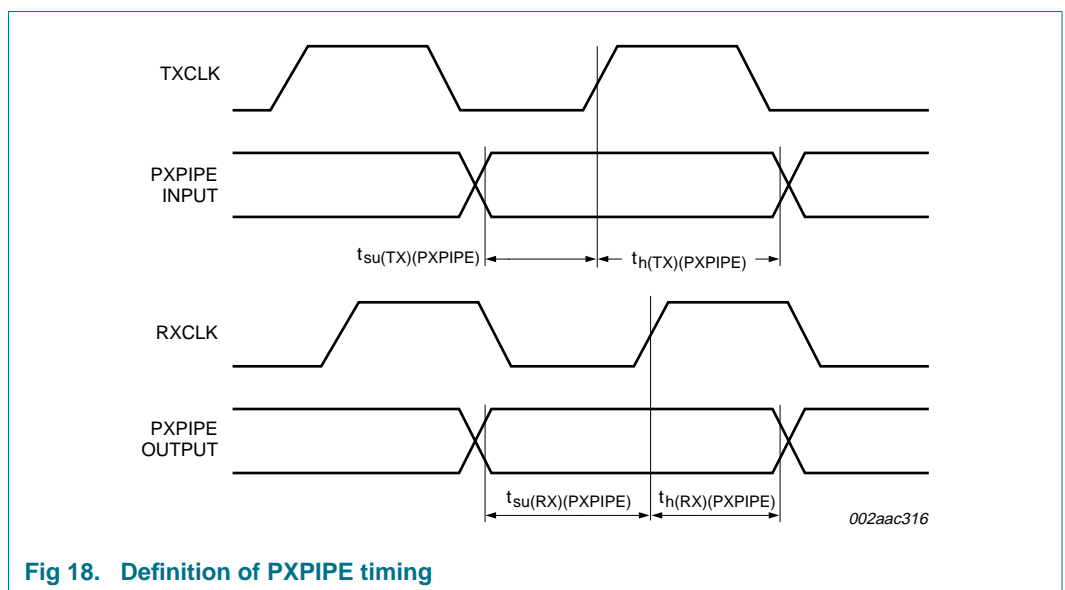 TXCLK
PXPIPE
INPUT
tsu(TX)(PXPIPE)
th(TX)(PXPIPE)
RXCLK
PXPIPE
OUTPUT
tsu(RX)(PXPIPE)
th(RX)(PXPIPE)
002aac316
Fig 18. Definition of PXPIPE timing